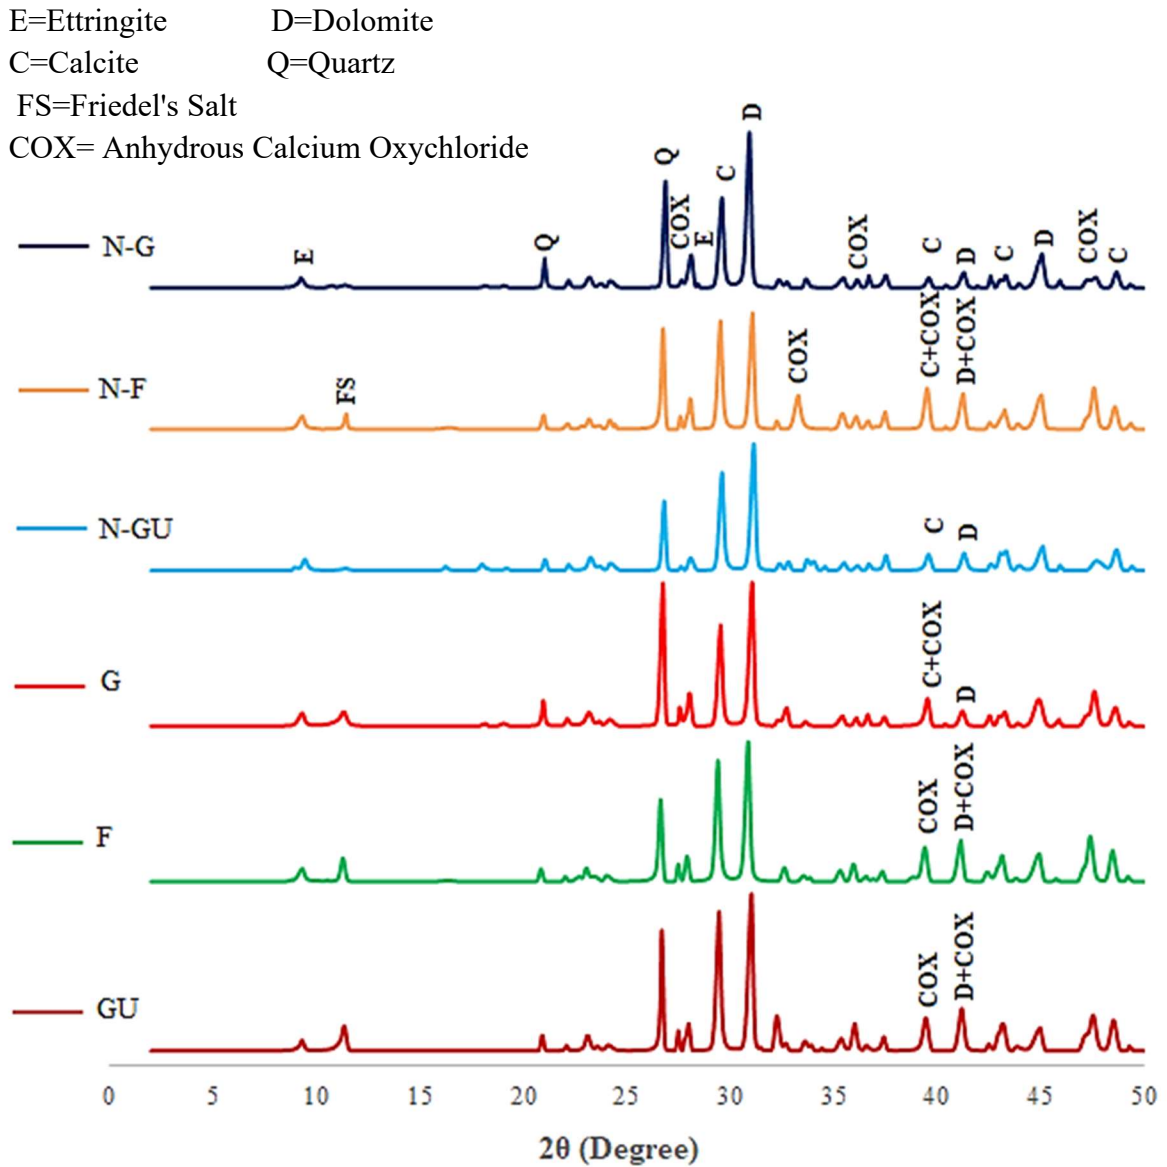 E=Ettringite D=Dolomite
C=Calcite Q=Quartz
FS=Friedel's Salt
COX= Anhydrous Calcium Oxychloride
N-G
E
Q
Q
COX
E
C
D
COX
C
D
C
D
COX
C
N-F
FS
COX
C+COX
D+COX
N-GU
C
D
G
C+COX
D
F
COX
D+COX
GU
COX
D+COX
0 5 10 15 20 25 30 35 40 45 50
2θ (Degree)